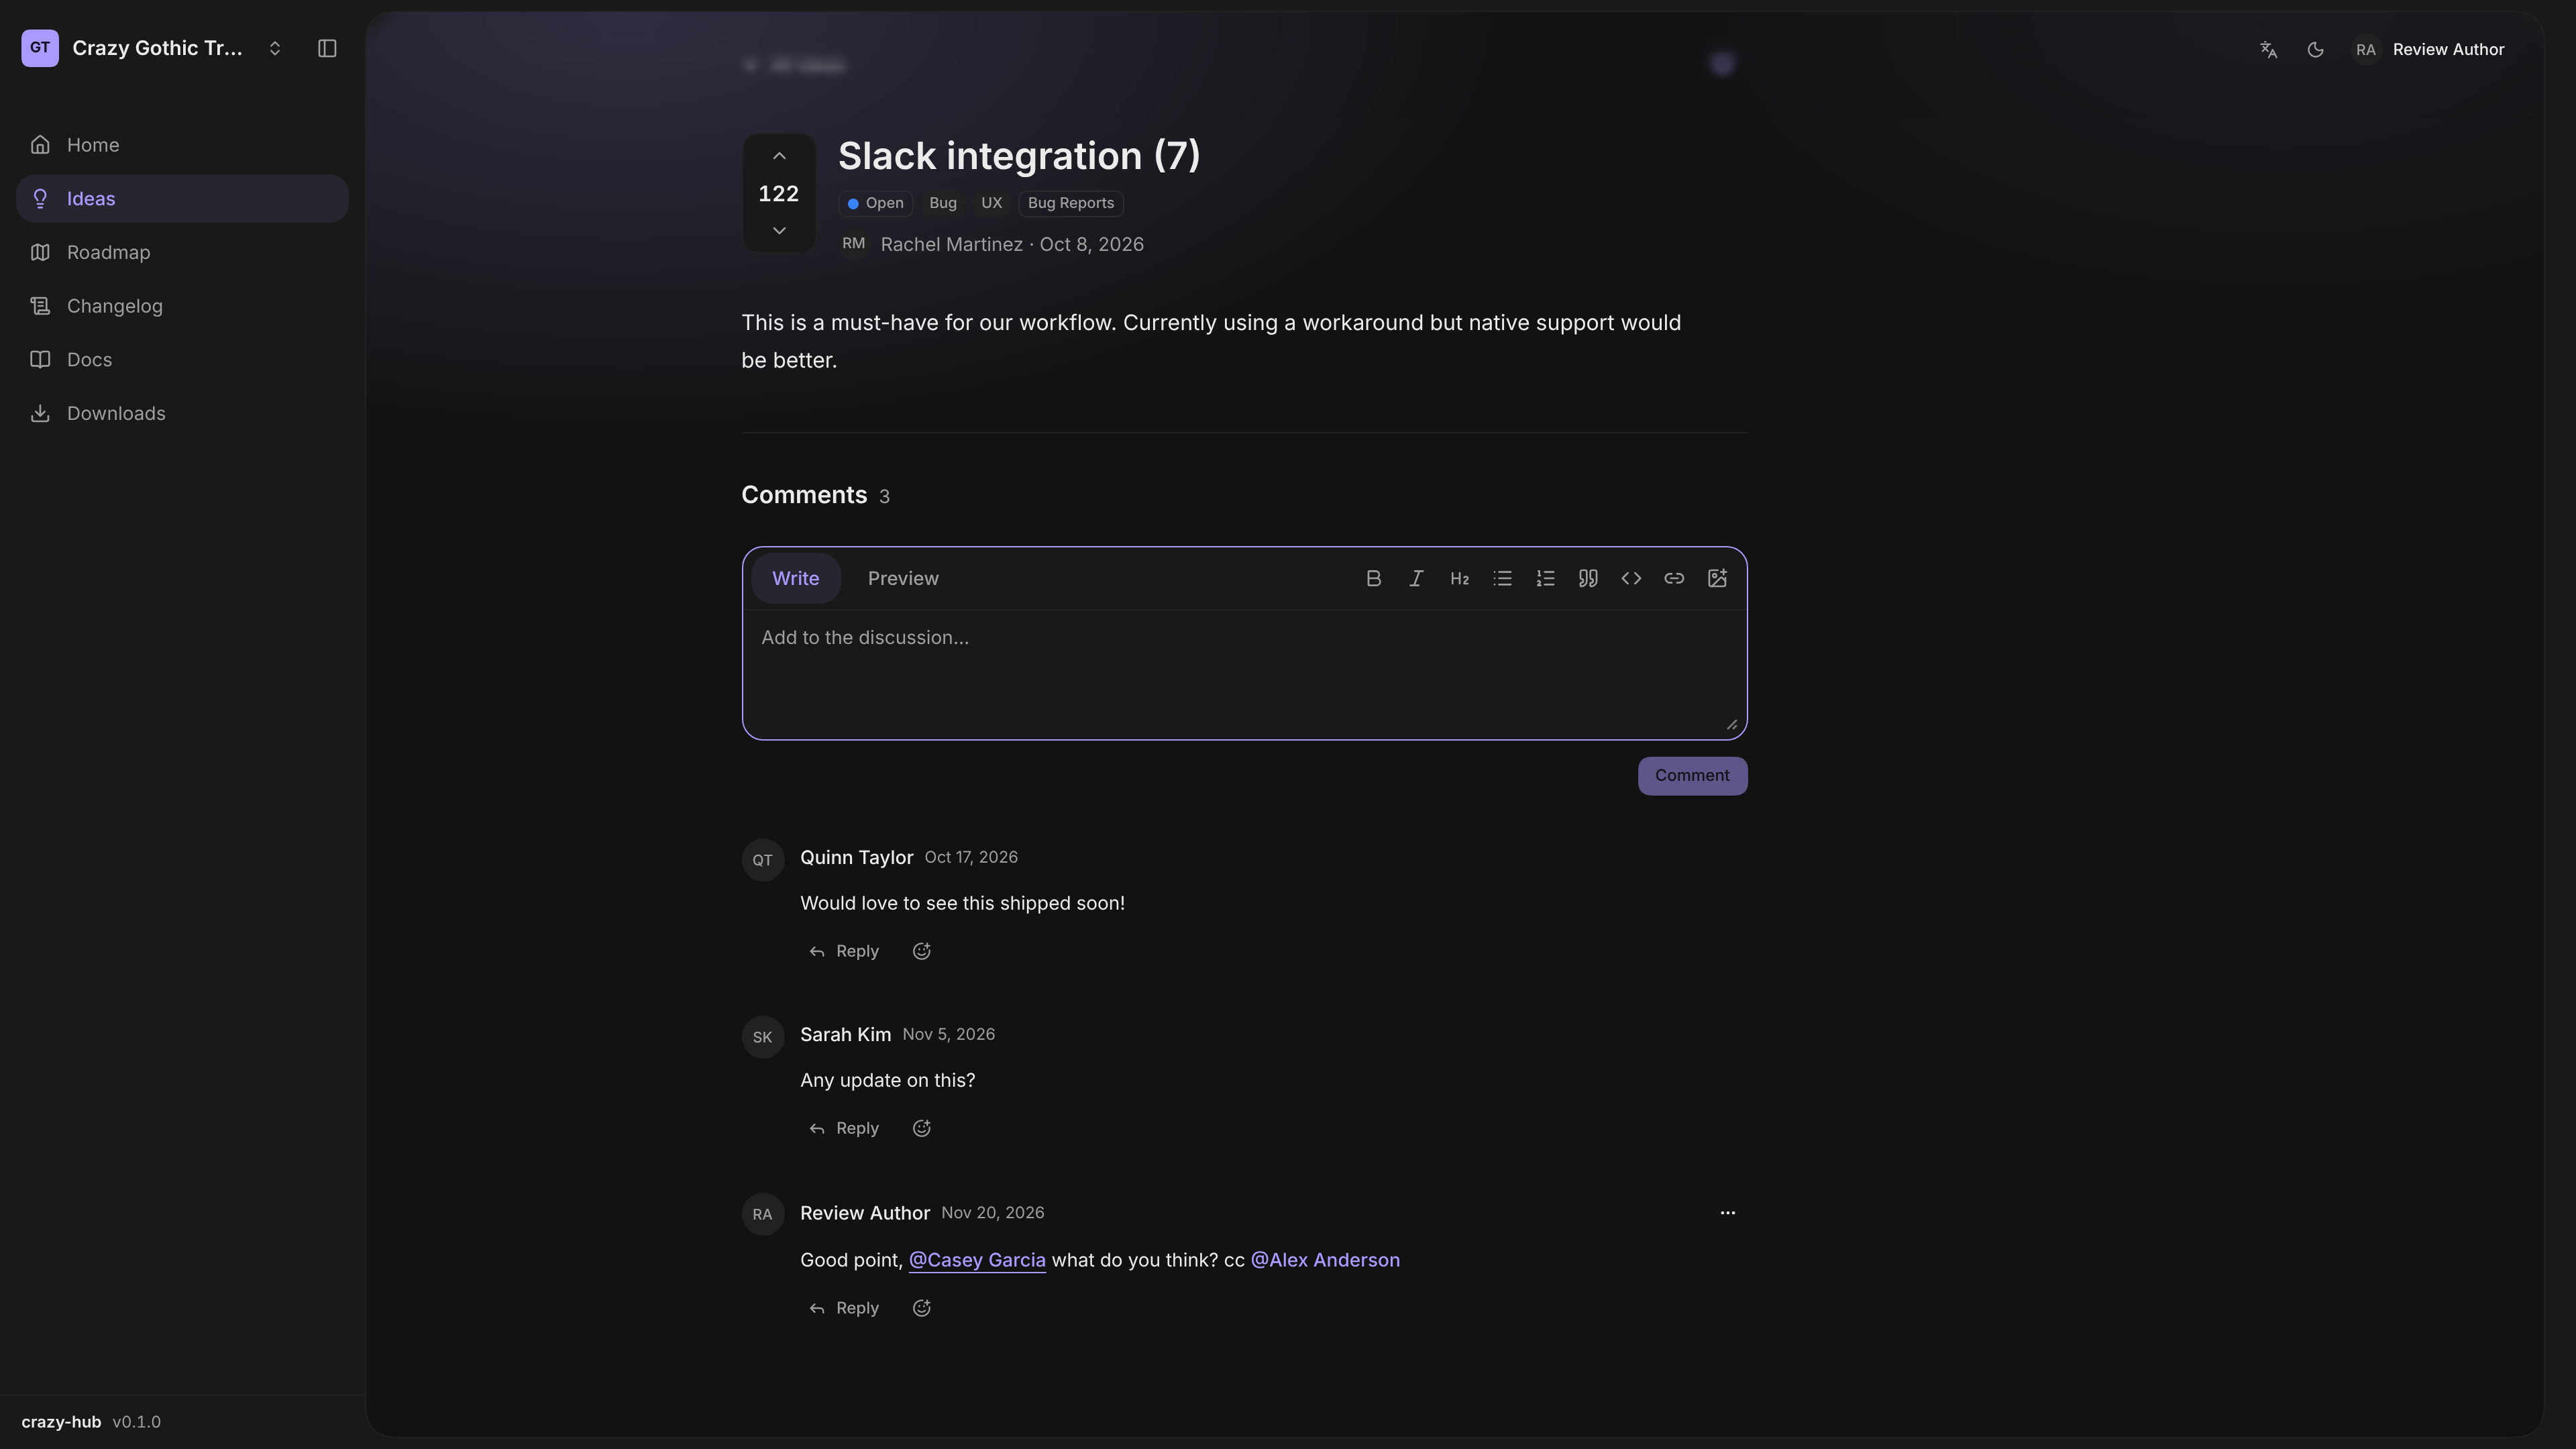 GT Crazy Gothic Tr...
Home
Ideas
Roadmap
Changelog
Docs
Downloads
crazy-hub v0.1.0
RA Review Author
122
Slack integration (7)
Open Bug UX Bug Reports
RM Rachel Martinez · Oct 8, 2026
This is a must-have for our workflow. Currently using a workaround but native support would
be better.
Comments 3
Write Preview H2
Add to the discussion...
Comment
QT Quinn Taylor Oct 17, 2026
Would love to see this shipped soon!
Reply
SK Sarah Kim Nov 5, 2026
Any update on this?
Reply
RA Review Author Nov 20, 2026
Good point, @Casey Garcia what do you think? cc @Alex Anderson
Reply